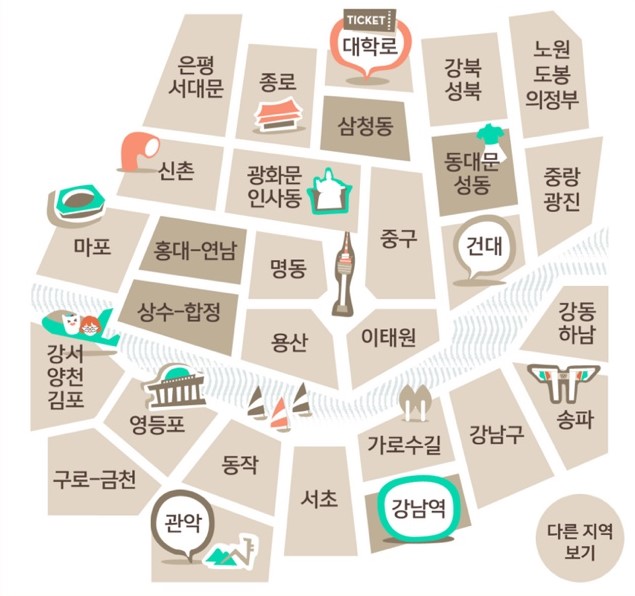 TICKET
대학로
은평
서대문
종로
강북
성북
노원
도봉
의정부
삼청동
신촌
광화문
인사동
동대문
성동
중랑
광진
마포
홍대-연남
명동
중구
건대
상수-합정
용산
이태원
강동
하남
강서
양천
김포
영등포
가로수길
강남구
송파
구로-금천
동작
서초
강남역
관악
다른 지역
보기